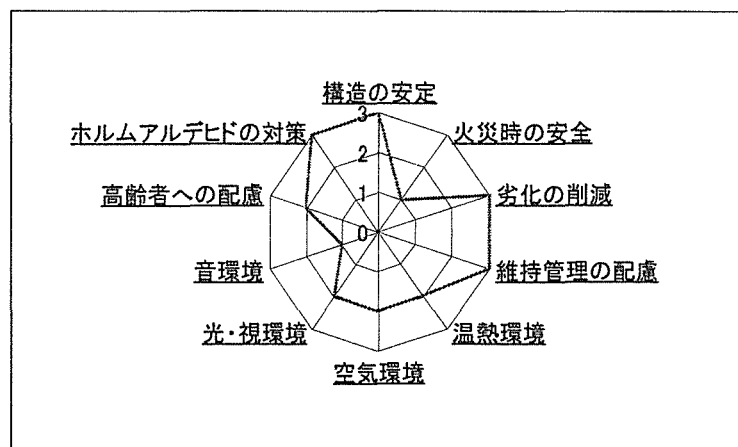 構造の安定
火災時の安全
劣化の削減
維持管理の配慮
温熱環境
空気環境
光・視環境
音環境
高齢者への配慮
ホルムアルデヒドの対策
3
2
1
0